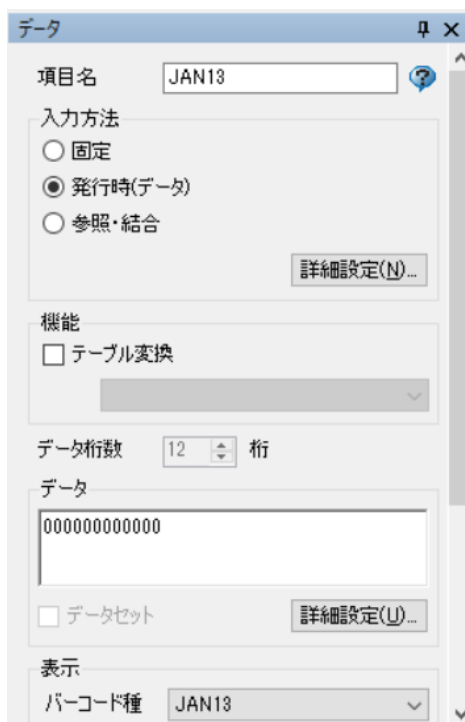 データ
項目名 JAN13
入力方法
固定
発行時(データ)
参照・結合
詳細設定(N)...
機能
テーブル変換
データ桁数 12 桁
データ
000000000000
データセット 詳細設定(U)...
表示
バーコード種 JAN13